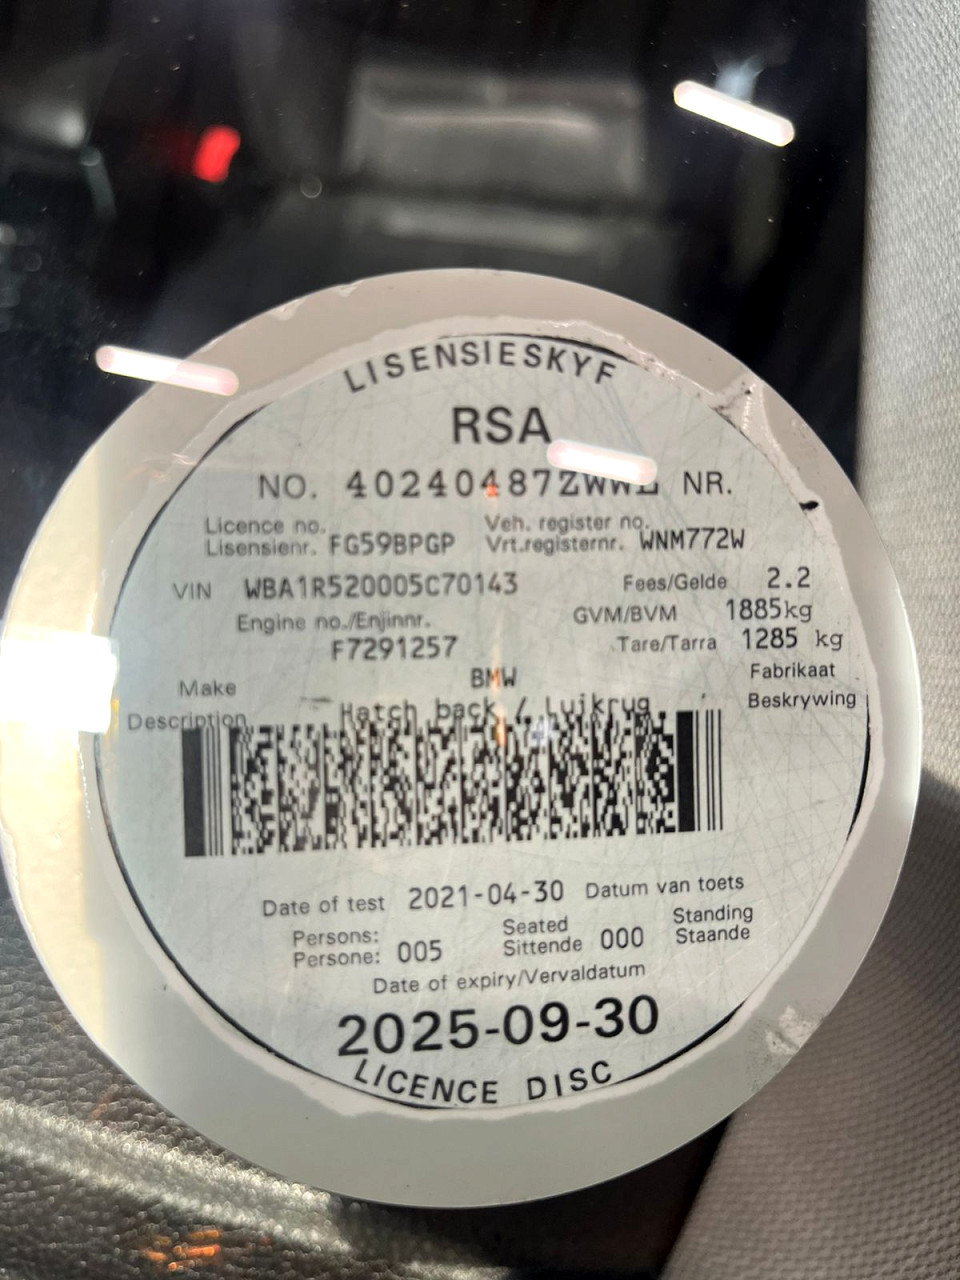 LISENSIESKYF
RSA
NO. 40240487ZWWL NR.
Licence no. Veh. register no.
Lisensienr. FG59BPGP Vrt.registernr. WNM772W
VIN WBA1R520005C70143 Fees/Gelde 2.2
Engine no./Enjinnr. GVM/BVM 1885kg
F7291257 Tare/Tarra 1285 kg
Make BMW Fabrikaat
Description Hatch back / Luikrug Beskrywing
Date of test 2021-04-30 Datum van toets
Persons: Seated Standing
Persone: 005 Sittende 000 Staande
Date of expiry/Vervaldatum
2025-09-30
LICENCE DISC